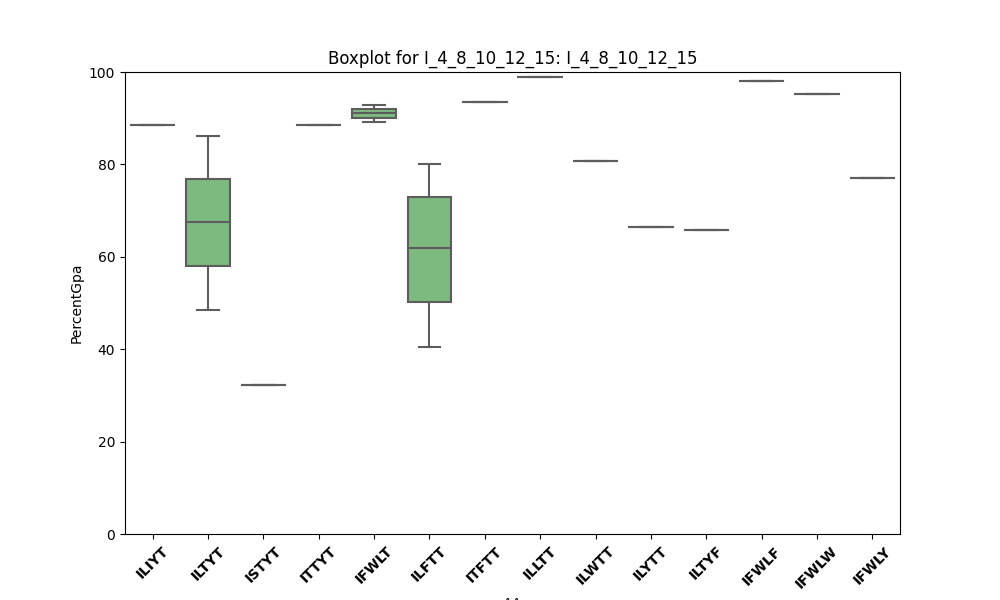 Boxplot for I_4_8_10_12_15: I_4_8_10_12_15
100
80
60
40
20
0
PercentGpa
ILIYT ILTYT ISTYT ITTYT IFWLT ILFTT ITFTT ILLTT ILWTT ILYTT ILTYF IFWLF IFWLW IFWLY